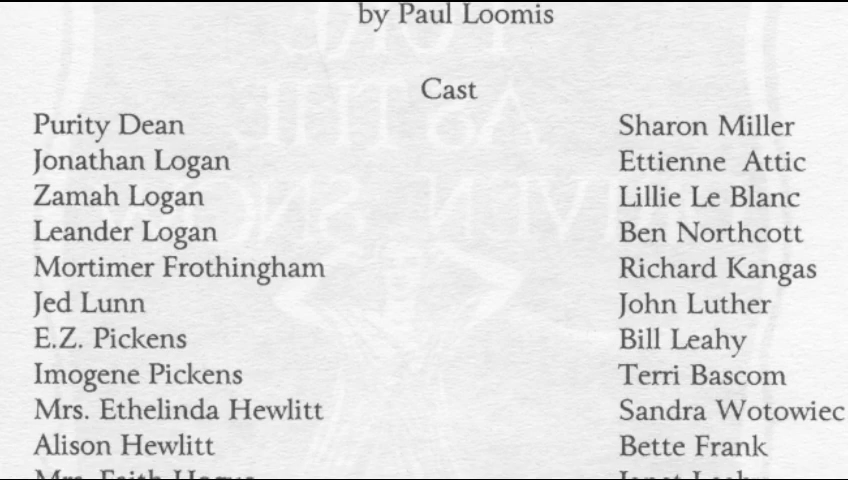 by Paul Loomis
Cast
Purity Dean Sharon Miller
Jonathan Logan Ettienne Attic
Zamah Logan Lillie Le Blanc
Leander Logan Ben Northcott
Mortimer Frothingham Richard Kangas
Jed Lunn John Luther
E.Z. Pickens Bill Leahy
Imogene Pickens Terri Bascom
Mrs. Ethelinda Hewlitt Sandra Wotowiec
Alison Hewlitt Bette Frank